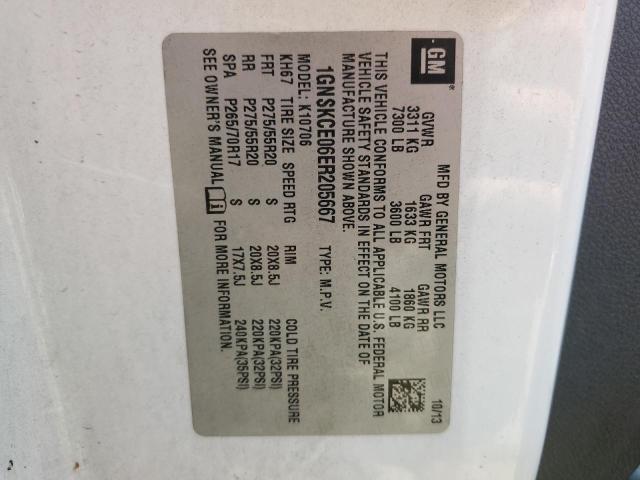 GM®
MFD BY GENERAL MOTORS LLC 10/13
GVWR GAWR FRT GAWR RR
3311 KG 1633 KG 1860 KG
7300 LB 3600 LB 4100 LB
THIS VEHICLE CONFORMS TO ALL APPLICABLE U.S. FEDERAL MOTOR
VEHICLE SAFETY STANDARDS IN EFFECT ON THE DATE OF
MANUFACTURE SHOWN ABOVE.
1GNSKCE06ER205667 TYPE: M.P.V.
MODEL: K10706
KH67 TIRE SIZE SPEED RTG RIM COLD TIRE PRESSURE
FRT P275/55R20 S 20X8.5J 220KPA(32PSI)
RR P275/55R20 S 20X8.5J 220KPA(32PSI)
SPA P265/70R17 S 17X7.5J 240KPA(35PSI)
SEE OWNER'S MANUAL i FOR MORE INFORMATION.